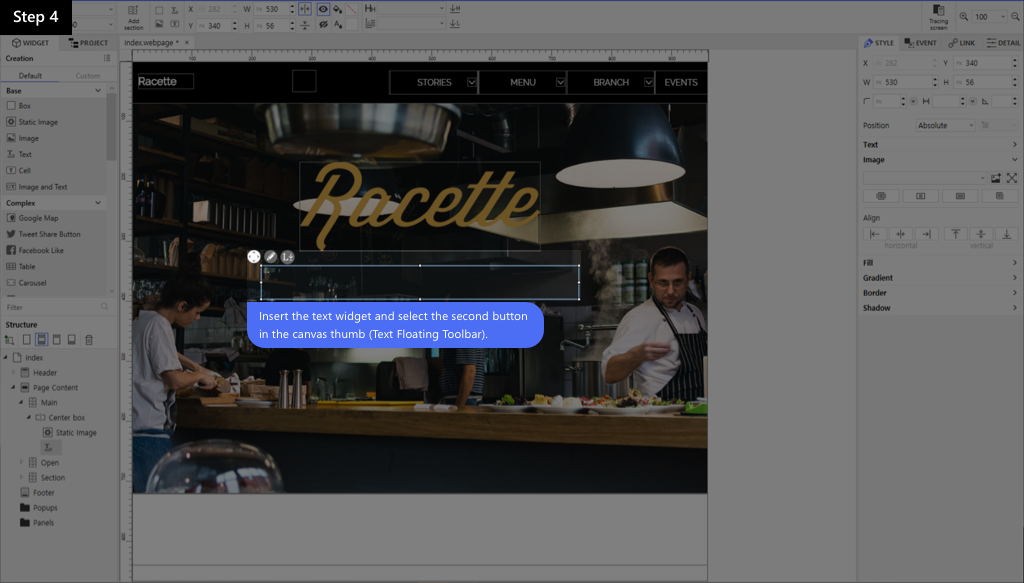 Step 4
X 282 W 530
Y 340 H 56
Add
section
Tracing
screen
100
WIDGET PROJECT
index.webpage *
STYLE EVENT LINK DETAIL
Creation
Default Custom
Base
Box
Static Image
Image
Text
Cell
Image and Text
Complex
Google Map
Tweet Share Button
Facebook Like
Table
Carousel
Filter
Structure
index
Header
Page Content
Main
Center box
Static Image
Open
Section
Footer
Popups
Panels
Racette
STORIES MENU BRANCH EVENTS
Racette
Insert the text widget and select the second button
in the canvas thumb (Text Floating Toolbar).
X 282 Y 340
W 530 H 56
Position Absolute
Text
Image
Align
horizontal vertical
Fill
Gradient
Border
Shadow